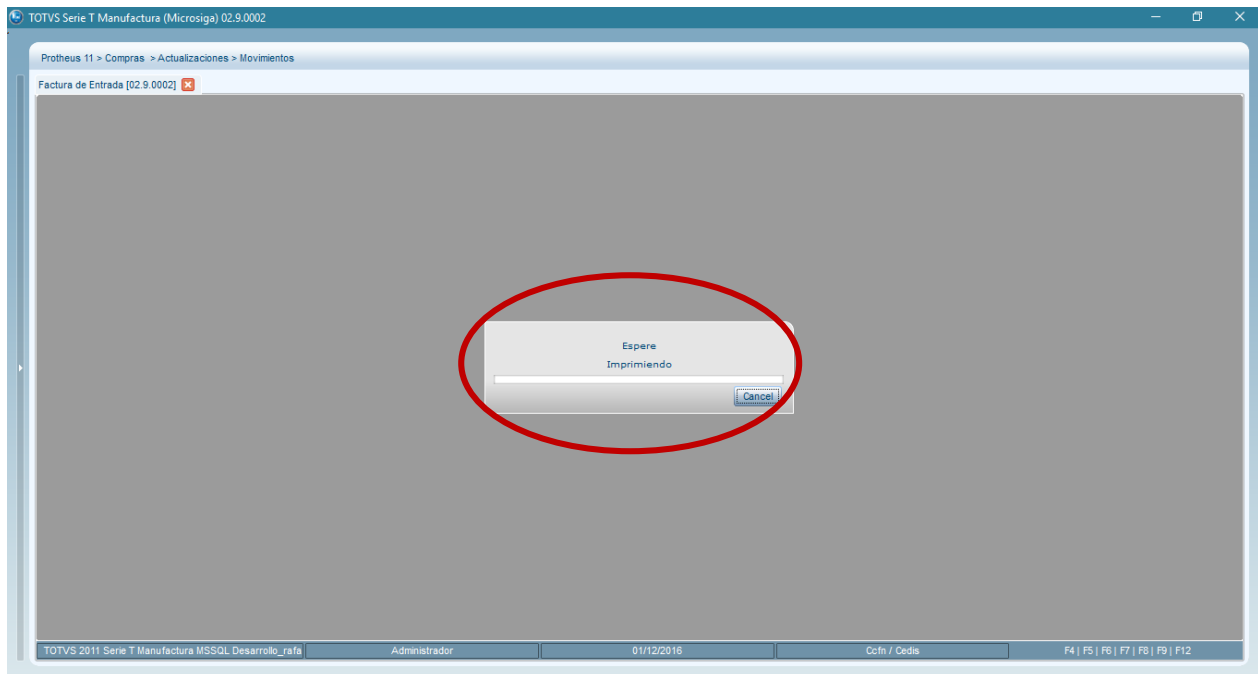 TOTVS Serie T Manufactura (Microsiga) 02.9.0002
Protheus 11 > Compras > Actualizaciones > Movimientos
Factura de Entrada [02.9.0002]
Espere
Imprimiendo
Cancel
TOTVS 2011 Serie T Manufactura MSSQL Desarrollo_rafa
Administrador
01/12/2016
Ccfn / Cedis
F4 | F5 | F6 | F7 | F8 | F9 | F12